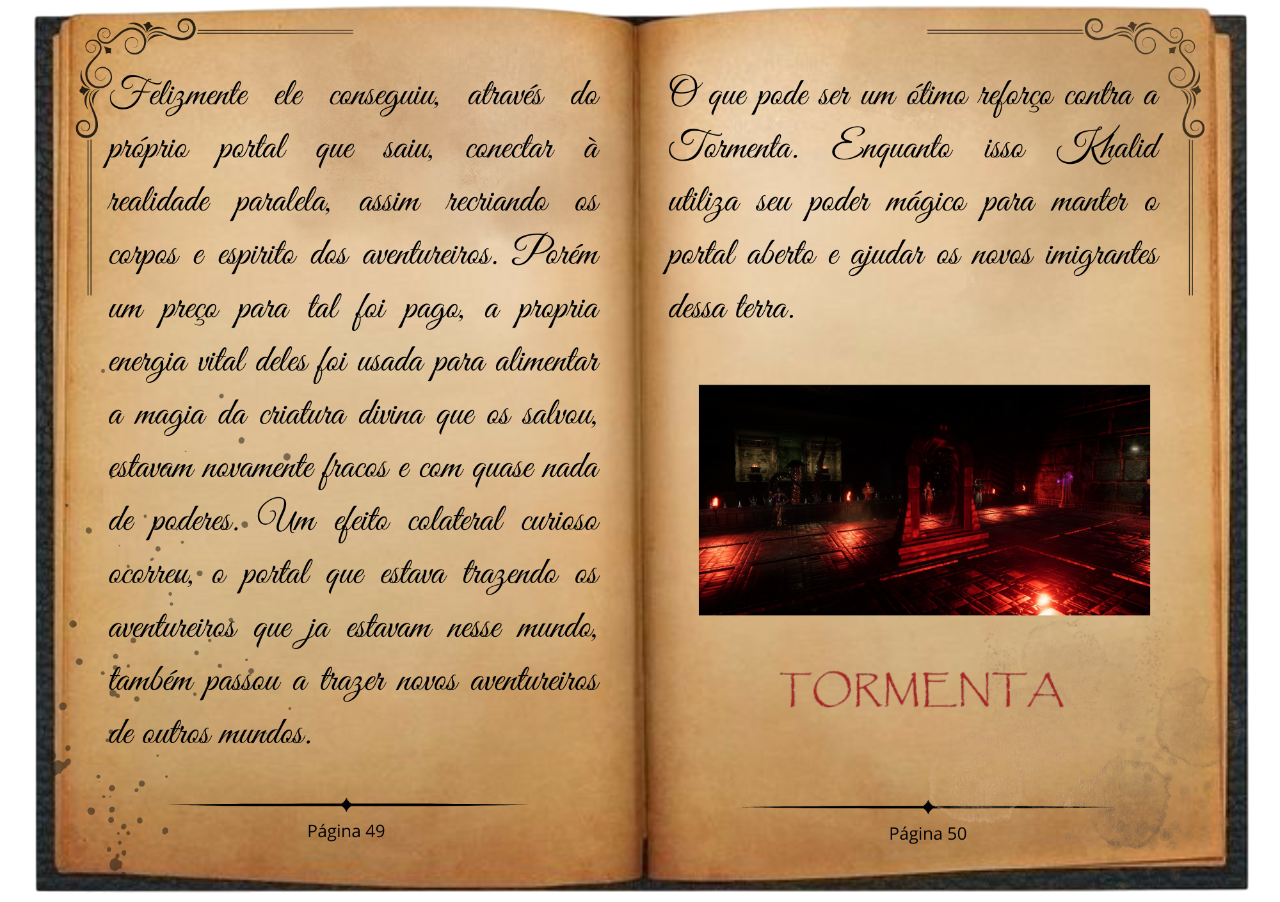 Felizmente ele conseguiu, através do
próprio portal que saiu, conectar à
realidade paralela, assim recriando os
corpos e espirito dos aventureiros. Porém
um preço para tal foi pago, a propria
energia vital deles foi usada para alimentar
a magia da criatura divina que os salvou,
estavam novamente fracos e com quase nada
de poderes. Um efeito colateral curioso
ocorreu, o portal que estava trazendo os
aventureiros que ja estavam nesse mundo,
também passou a trazer novos aventureiros
de outros mundos.
Página 49
O que pode ser um ótimo reforço contra a
Tormenta. Enquanto isso Khalid
utiliza seu poder mágico para manter o
portal aberto e ajudar os novos imigrantes
dessa terra.
TORMENTA
Página 50